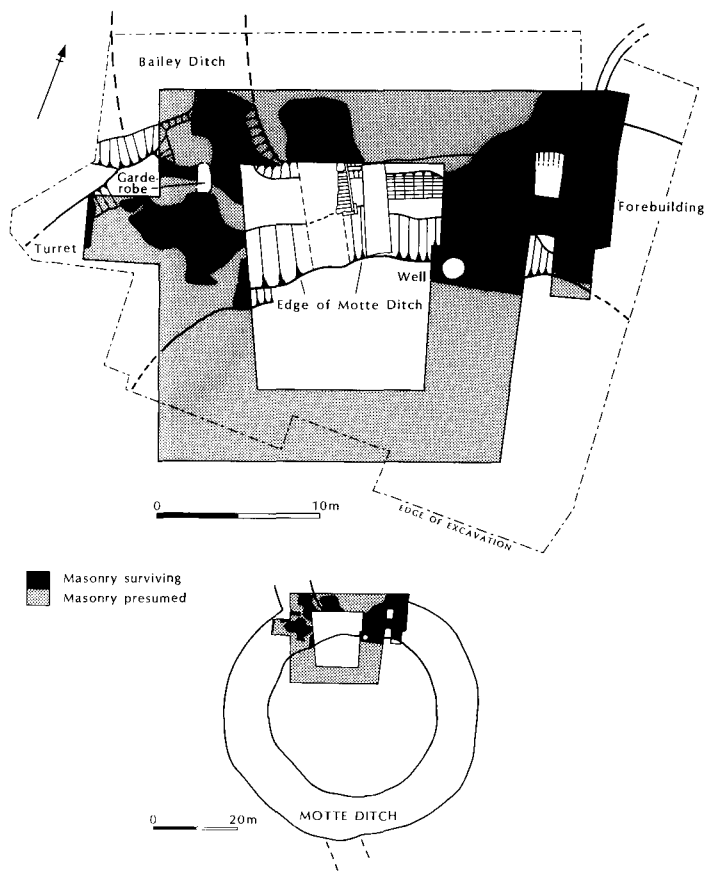 Bailey Ditch
Garde-
robe
Forebuilding
Turret
Well
Edge of Motte Ditch
0 10m
EDGE OF EXCAVATION
Masonry surviving
Masonry presumed
MOTTE DITCH
0 20m